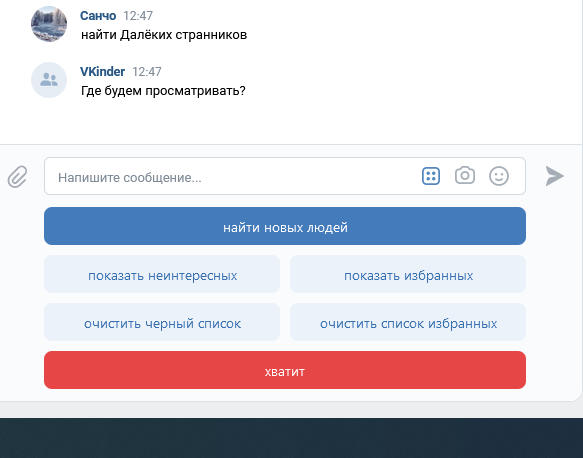 Санчо 12:47
найти Далёких странников
VKinder 12:47
Где будем просматривать?
Напишите сообщение...
найти новых людей
показать неинтересных показать избранных
очистить черный список очистить список избранных
хватит